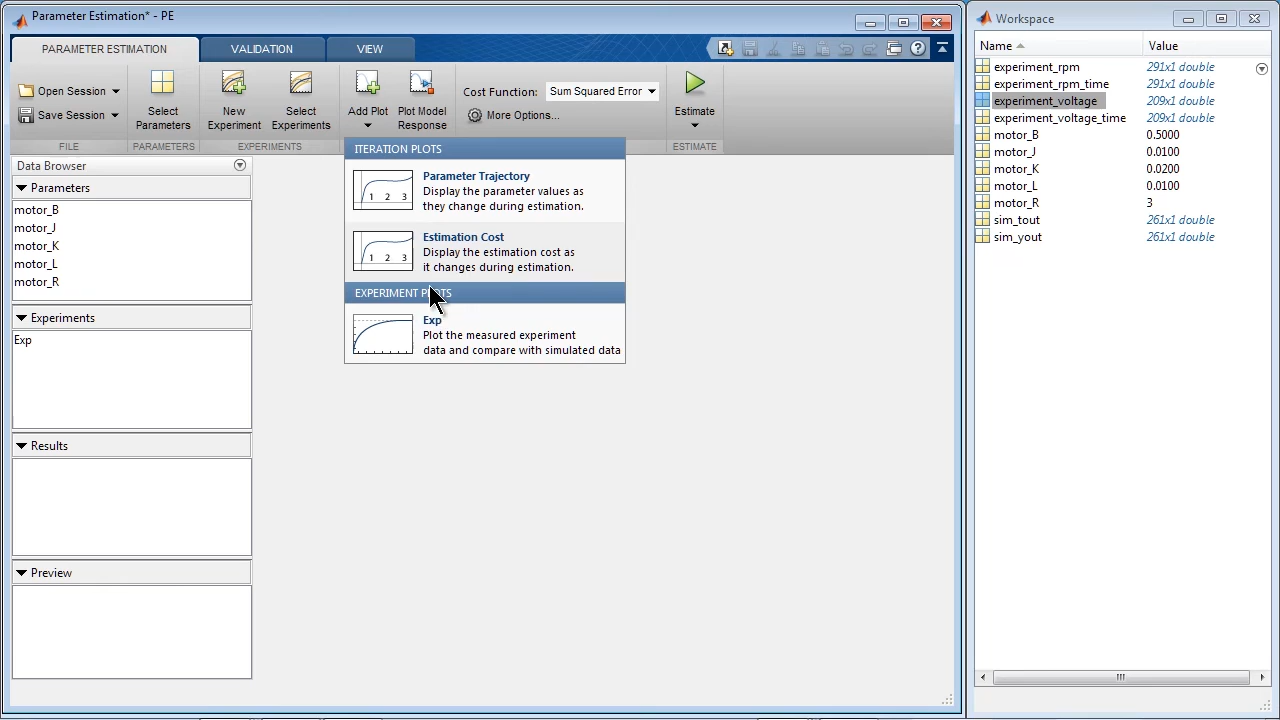 Parameter Estimation* - PE
PARAMETER ESTIMATION
VALIDATION
VIEW
Open Session
Save Session
FILE
Select Parameters
PARAMETERS
New Experiment
Select Experiments
EXPERIMENTS
Add Plot
Plot Model Response
Cost Function:
Sum Squared Error
More Options...
Estimate
ESTIMATE
ITERATION PLOTS
1 2 3
Parameter Trajectory
Display the parameter values as
they change during estimation.
1 2 3
Estimation Cost
Display the estimation cost as
it changes during estimation.
EXPERIMENT PLOTS
Exp
Plot the measured experiment
data and compare with simulated data
Data Browser
Parameters
motor_B
motor_J
motor_K
motor_L
motor_R
Experiments
Exp
Results
Preview
Workspace
Name Value
experiment_rpm 291x1 double
experiment_rpm_time 291x1 double
experiment_voltage 209x1 double
experiment_voltage_time 209x1 double
motor_B 0.5000
motor_J 0.0100
motor_K 0.0200
motor_L 0.0100
motor_R 3
sim_tout 261x1 double
sim_yout 261x1 double